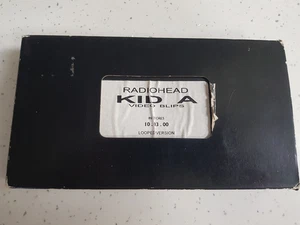 RADIOHEAD
KID A
VIDEO BLIPS
10.13.00
LOOPED VERSION